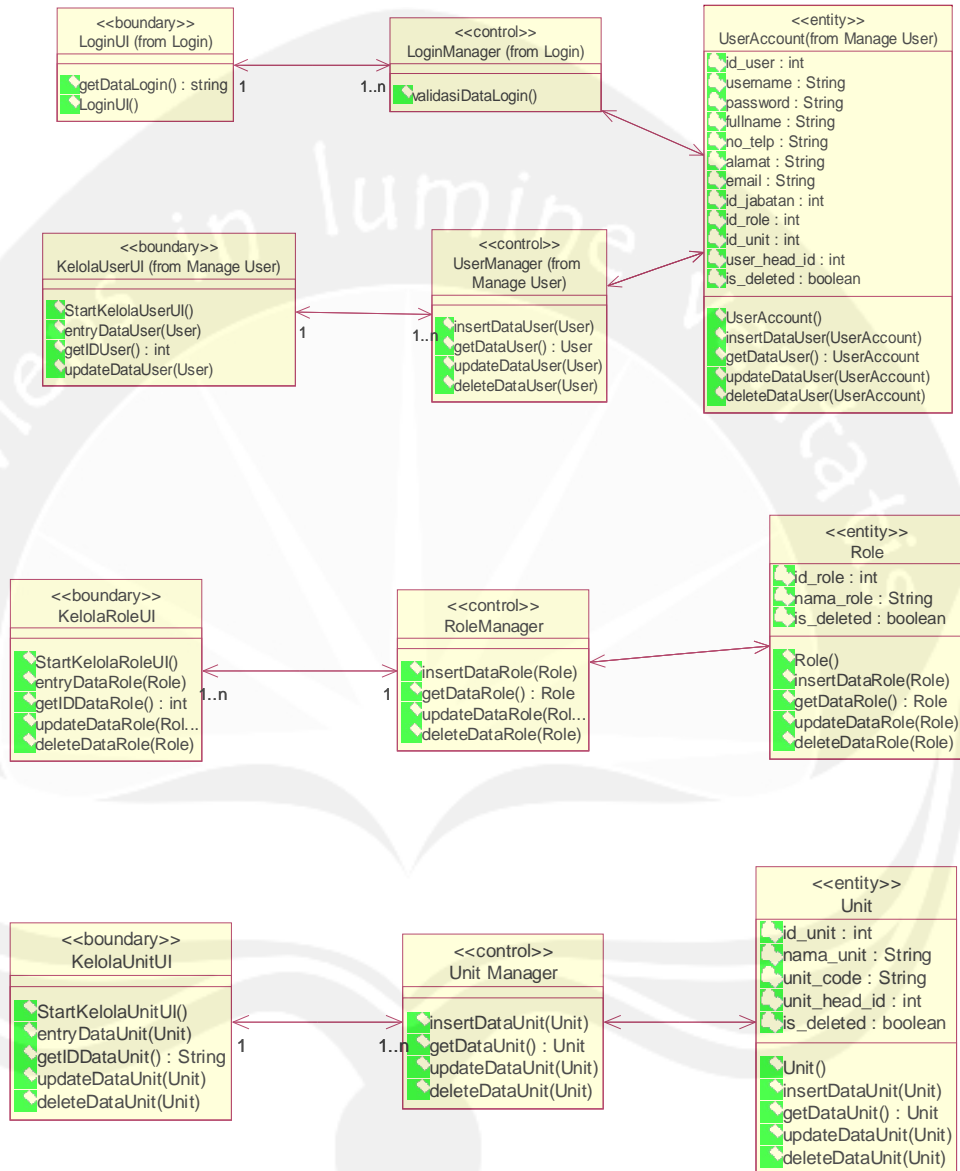 <<boundary>>
LoginUI (from Login)
getDataLogin() : string
LoginUI()
1
1..n
<<control>>
LoginManager (from Login)
validasiDataLogin()
<<entity>>
UserAccount(from Manage User)
id_user : int
username : String
password : String
fullname : String
no_telp : String
alamat : String
email : String
id_jabatan : int
id_role : int
id_unit : int
user_head_id : int
is_deleted : boolean
UserAccount()
insertDataUser(UserAccount)
getDataUser() : UserAccount
updateDataUser(UserAccount)
deleteDataUser(UserAccount)
<<boundary>>
KelolaUserUI (from Manage User)
StartKelolaUserUI()
entryDataUser(User)
getIDUser() : int
updateDataUser(User)
1
1..n
<<control>>
UserManager (from
Manage User)
insertDataUser(User)
getDataUser() : User
updateDataUser(User)
deleteDataUser(User)
<<boundary>>
KelolaRoleUI
StartKelolaRoleUI()
entryDataRole(Role)
getIDDataRole() : int
updateDataRole(Rol...
deleteDataRole(Role)
1..n
1
<<control>>
RoleManager
insertDataRole(Role)
getDataRole() : Role
updateDataRole(Rol...
deleteDataRole(Role)
<<entity>>
Role
id_role : int
nama_role : String
is_deleted : boolean
Role()
insertDataRole(Role)
getDataRole() : Role
updateDataRole(Role)
deleteDataRole(Role)
<<boundary>>
KelolaUnitUI
StartKelolaUnitUI()
entryDataUnit(Unit)
getIDDataUnit() : String
updateDataUnit(Unit)
deleteDataUnit(Unit)
1
1..n
<<control>>
Unit Manager
insertDataUnit(Unit)
getDataUnit() : Unit
updateDataUnit(Unit)
deleteDataUnit(Unit)
<<entity>>
Unit
id_unit : int
nama_unit : String
unit_code : String
unit_head_id : int
is_deleted : boolean
Unit()
insertDataUnit(Unit)
getDataUnit() : Unit
updateDataUnit(Unit)
deleteDataUnit(Unit)
in lumine